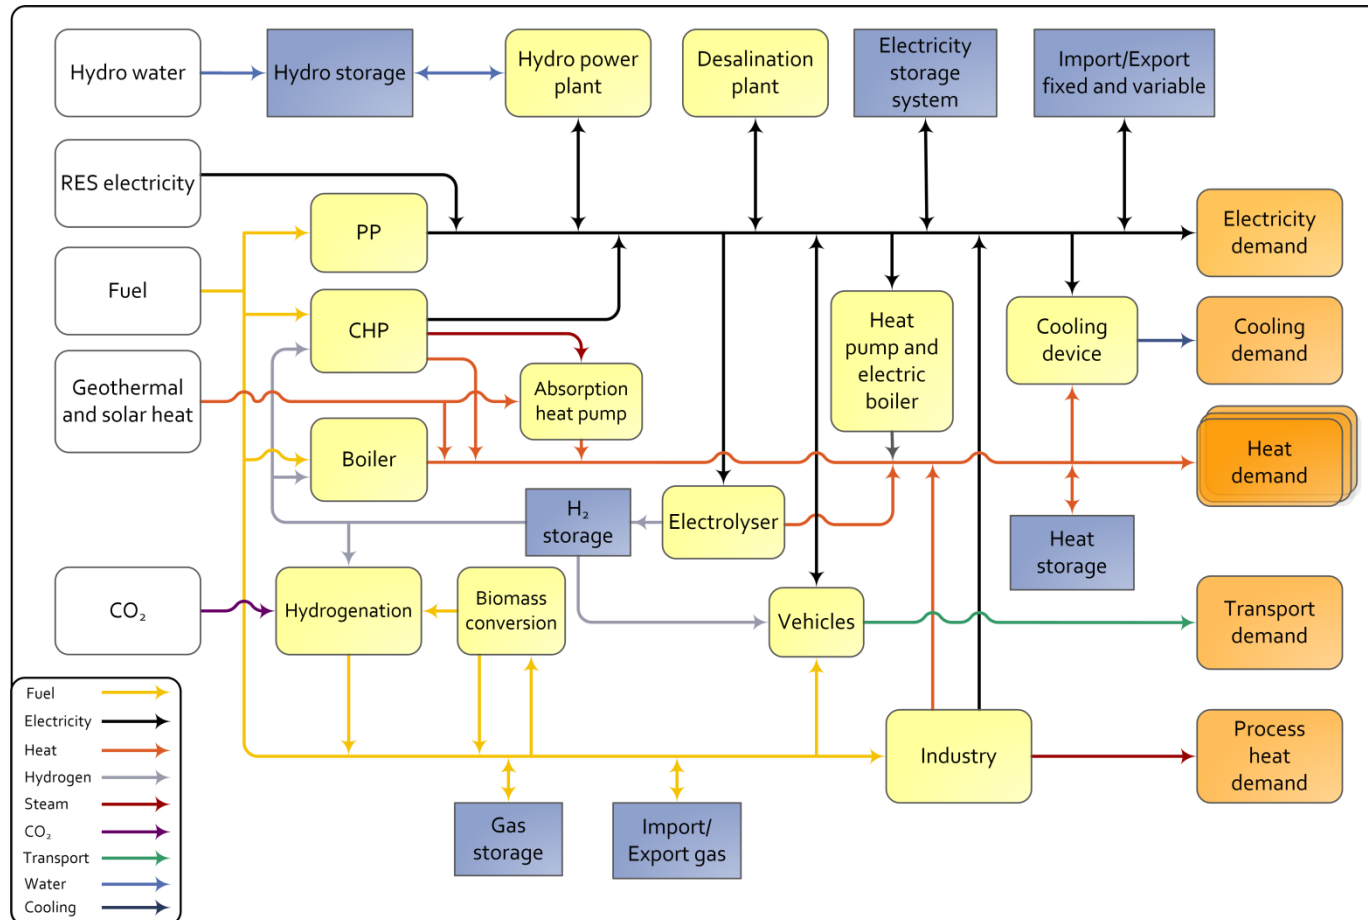 Hydro water
Hydro storage
Hydro power
plant
Desalination
plant
Electricity
storage
system
Import/Export
fixed and variable
RES electricity
PP
Electricity
demand
Fuel
CHP
Heat
pump and
electric
boiler
Cooling
device
Cooling
demand
Geothermal
and solar heat
Absorption
heat pump
Boiler
Heat
demand
H₂
storage
Electrolyser
Heat
storage
CO₂
Hydrogenation
Biomass
conversion
Vehicles
Transport
demand
Industry
Process
heat
demand
Gas
storage
Import/
Export gas
Fuel
Electricity
Heat
Hydrogen
Steam
CO₂
Transport
Water
Cooling